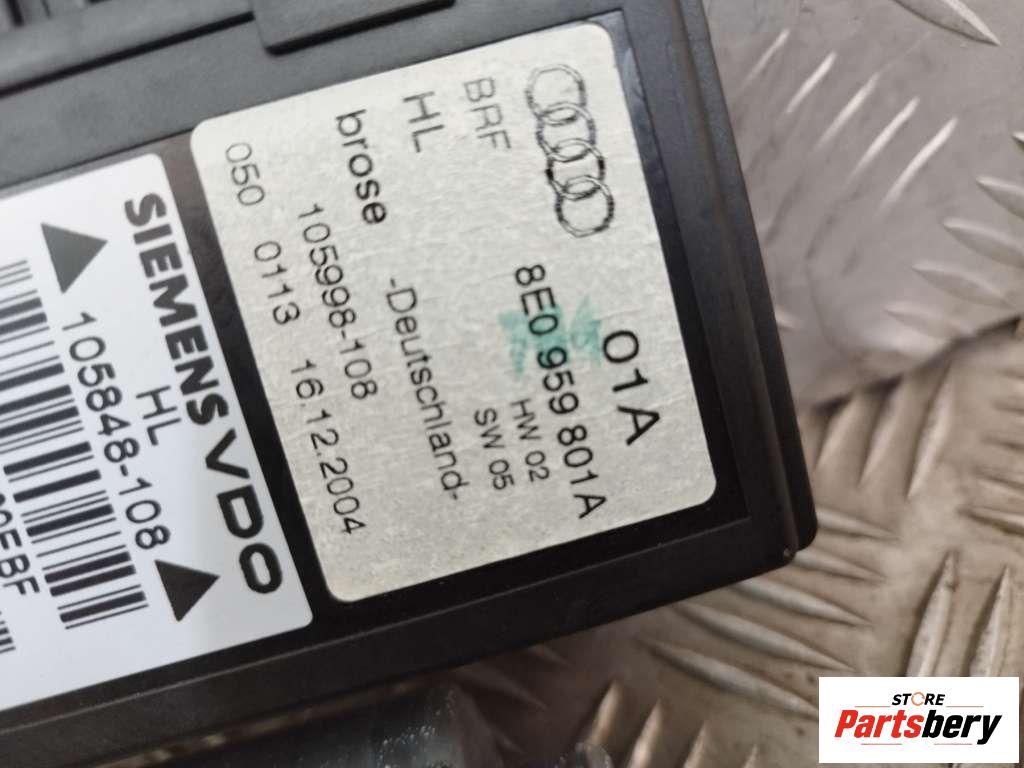 01A
8E0 959 801A
HW 02
SW 05
BRF
HL
brose -Deutschland-
105998-108
050 0113 16.12.2004
SIEMENS VDO
HL
105848-108
STORE
Partsbery